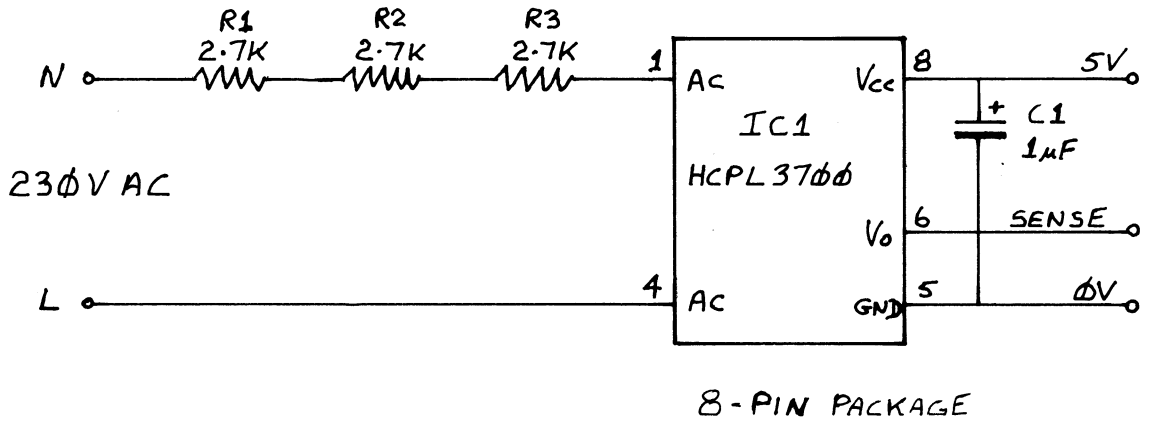 R1 R2 R3
2.7K 2.7K 2.7K
N 1 AC VCC 8 5V
IC1 + C1
1µF
HCPL3700
230V AC
VO 6 SENSE
L 4 AC GND 5 0V
8-PIN PACKAGE